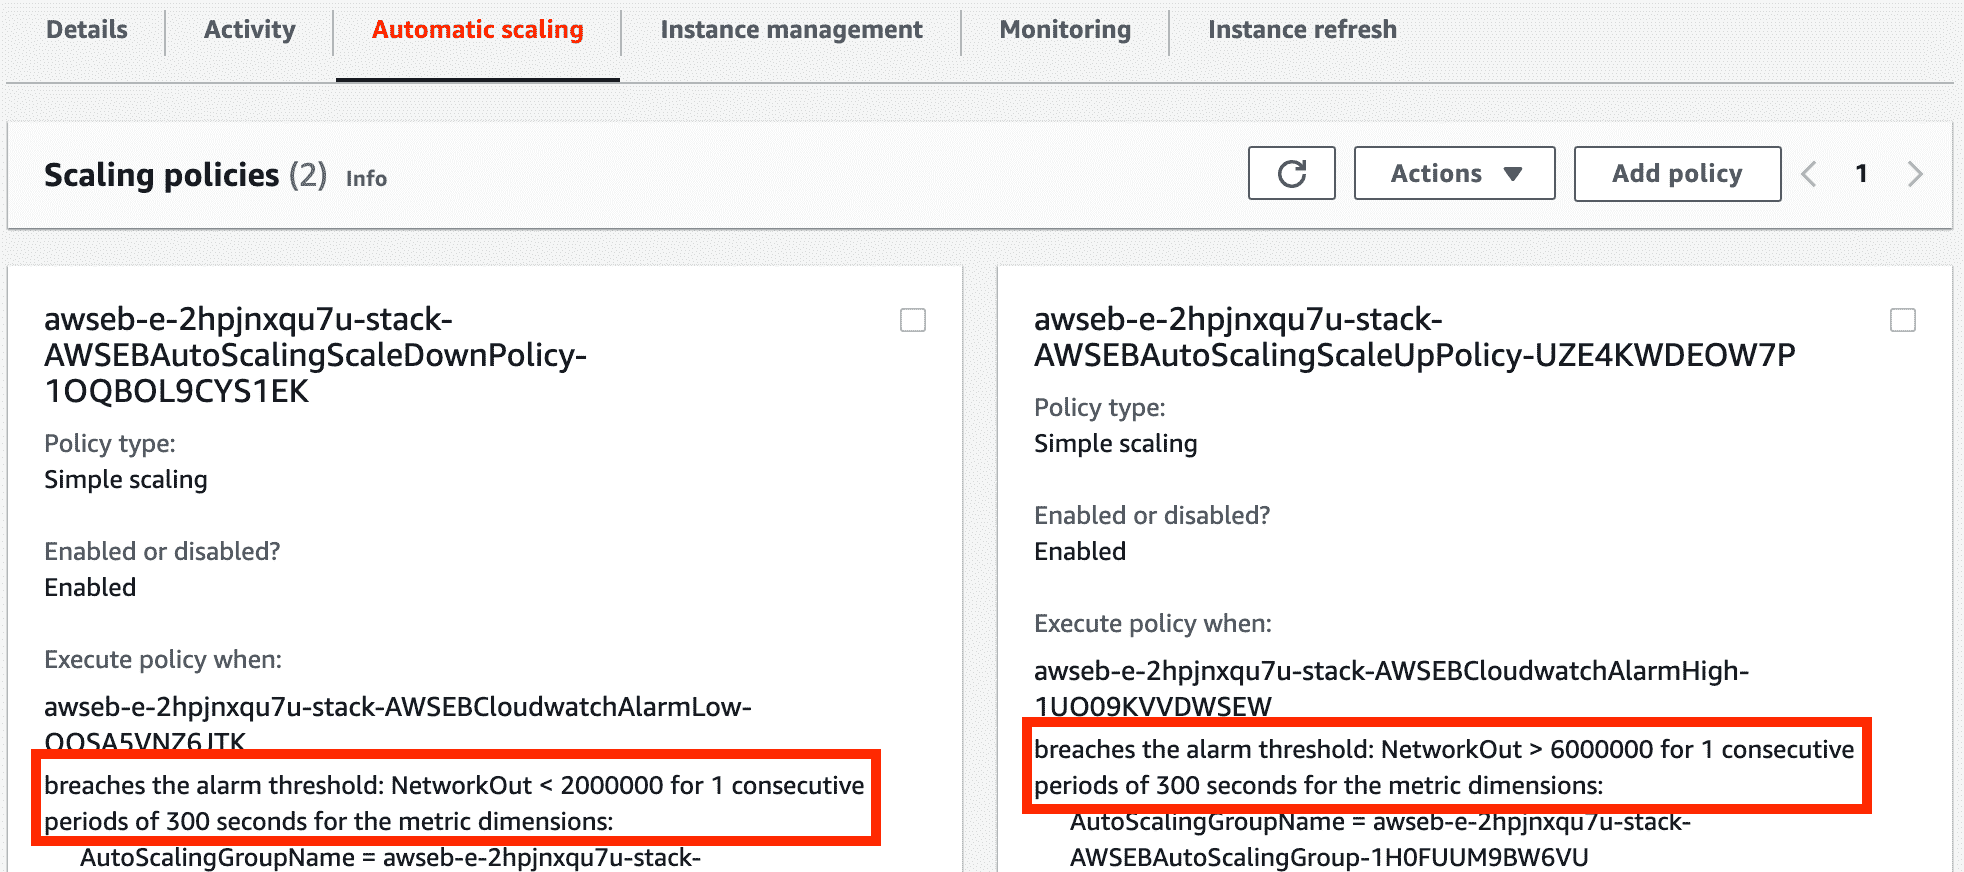 Details
Activity
Automatic scaling
Instance management
Monitoring
Instance refresh
Scaling policies (2) Info
Actions
Add policy
1
awseb-e-2hpjnxqu7u-stack-
AWSEBAutoScalingScaleDownPolicy-
1OQBOL9CYS1EK
Policy type:
Simple scaling
Enabled or disabled?
Enabled
Execute policy when:
awseb-e-2hpjnxqu7u-stack-AWSEBCloudwatchAlarmLow-
OOSA5VNZ6JTK
breaches the alarm threshold: NetworkOut < 2000000 for 1 consecutive
periods of 300 seconds for the metric dimensions:
AutoScalingGroupName = awseb-e-2hpjnxqu7u-stack-
awseb-e-2hpjnxqu7u-stack-
AWSEBAutoScalingScaleUpPolicy-UZE4KWDEOW7P
Policy type:
Simple scaling
Enabled or disabled?
Enabled
Execute policy when:
awseb-e-2hpjnxqu7u-stack-AWSEBCloudwatchAlarmHigh-
1UO09KVVDWSEW
breaches the alarm threshold: NetworkOut > 6000000 for 1 consecutive
periods of 300 seconds for the metric dimensions:
AutoScalingGroupName = awseb-e-2hpjnxqu7u-stack-
AWSEBAutoScalingGroup-1H0FUUM9BW6VU